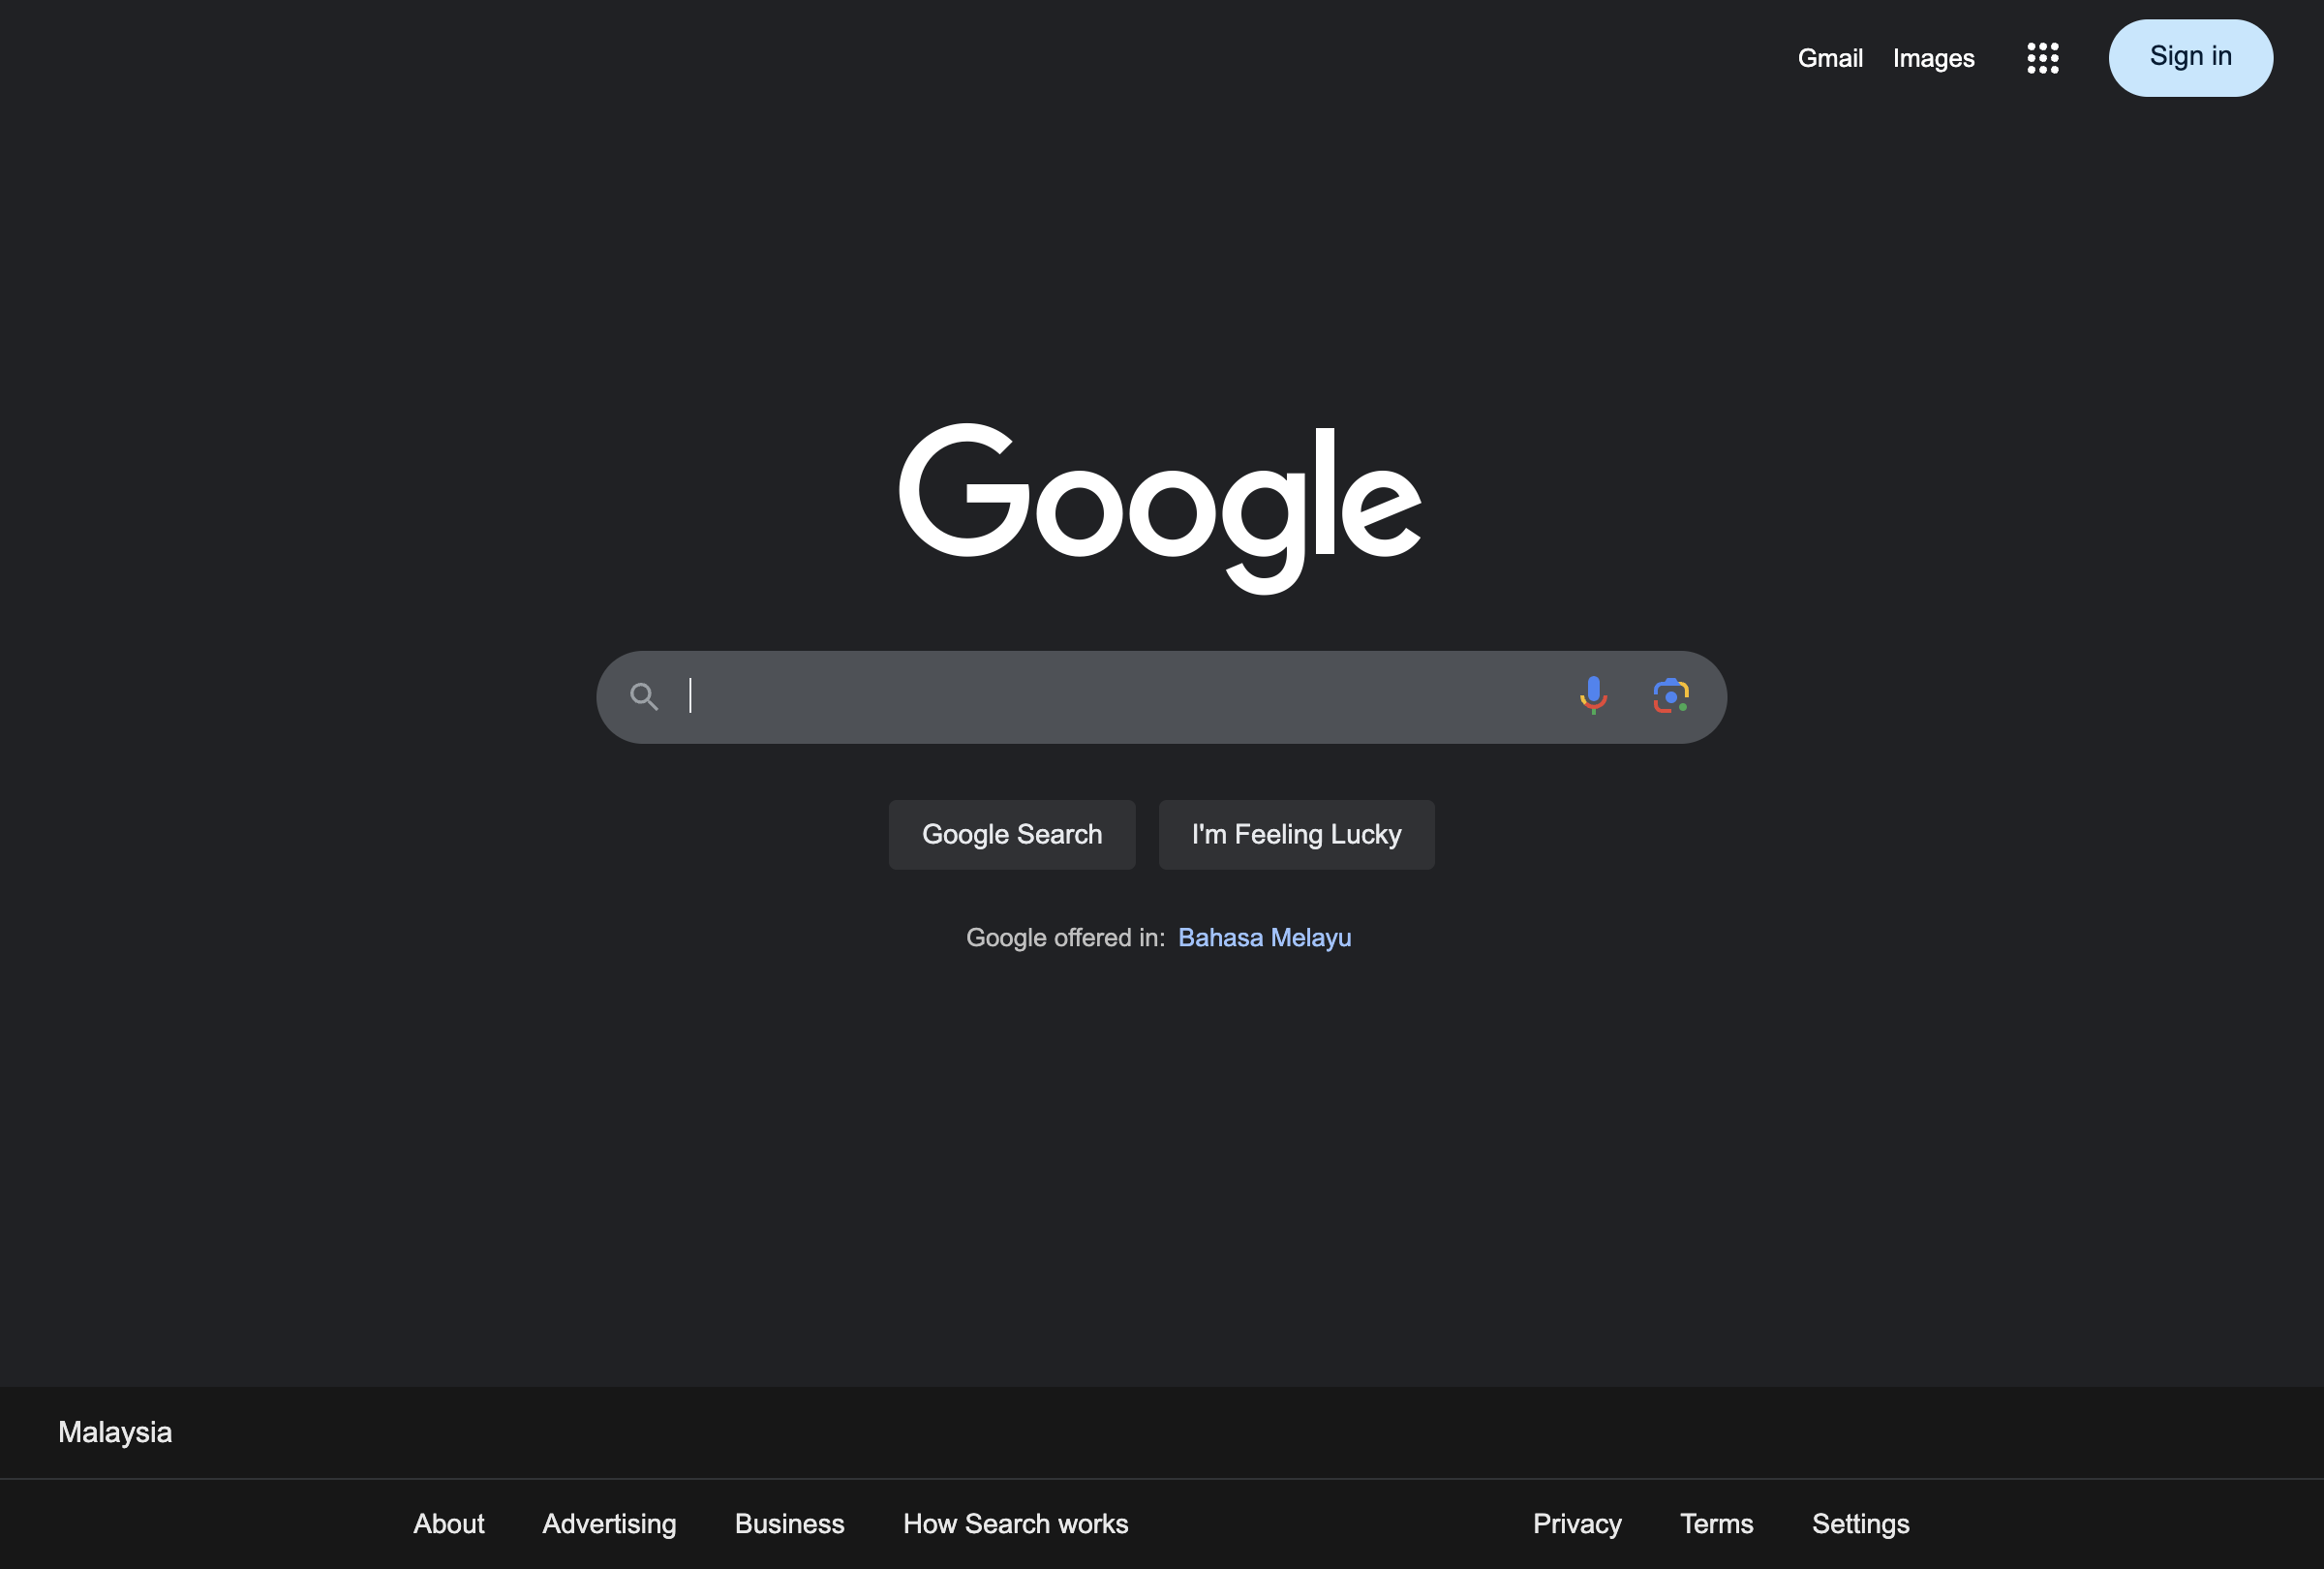 Gmail Images Sign in
Google
Google Search I'm Feeling Lucky
Google offered in: Bahasa Melayu
Malaysia
About Advertising Business How Search works Privacy Terms Settings